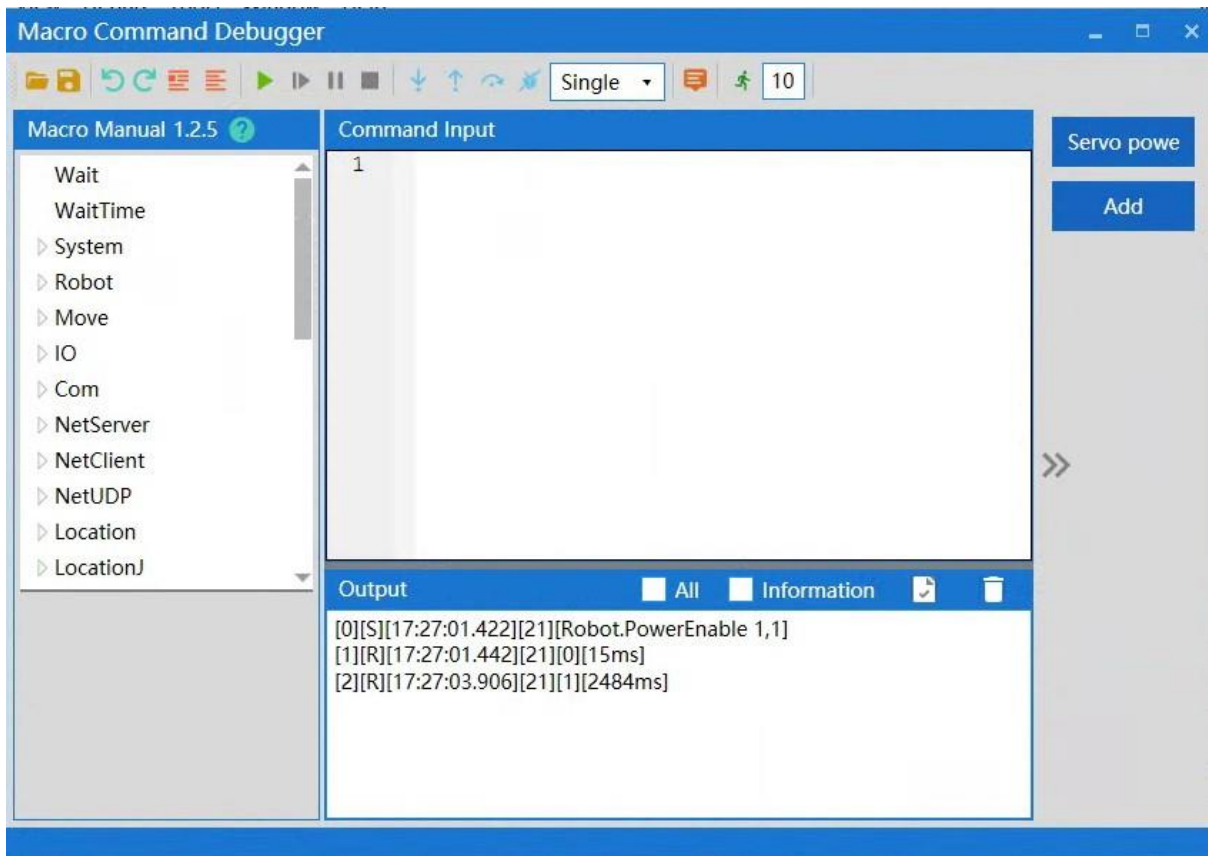 Macro Command Debugger
Single
10
Macro Manual 1.2.5 ?
Wait
WaitTime
System
Robot
Move
IO
Com
NetServer
NetClient
NetUDP
Location
LocationJ
Command Input
1
Servo powe
Add
Output All Information
[0][S][17:27:01.422][21][Robot.PowerEnable 1,1]
[1][R][17:27:01.442][21][0][15ms]
[2][R][17:27:03.906][21][1][2484ms]